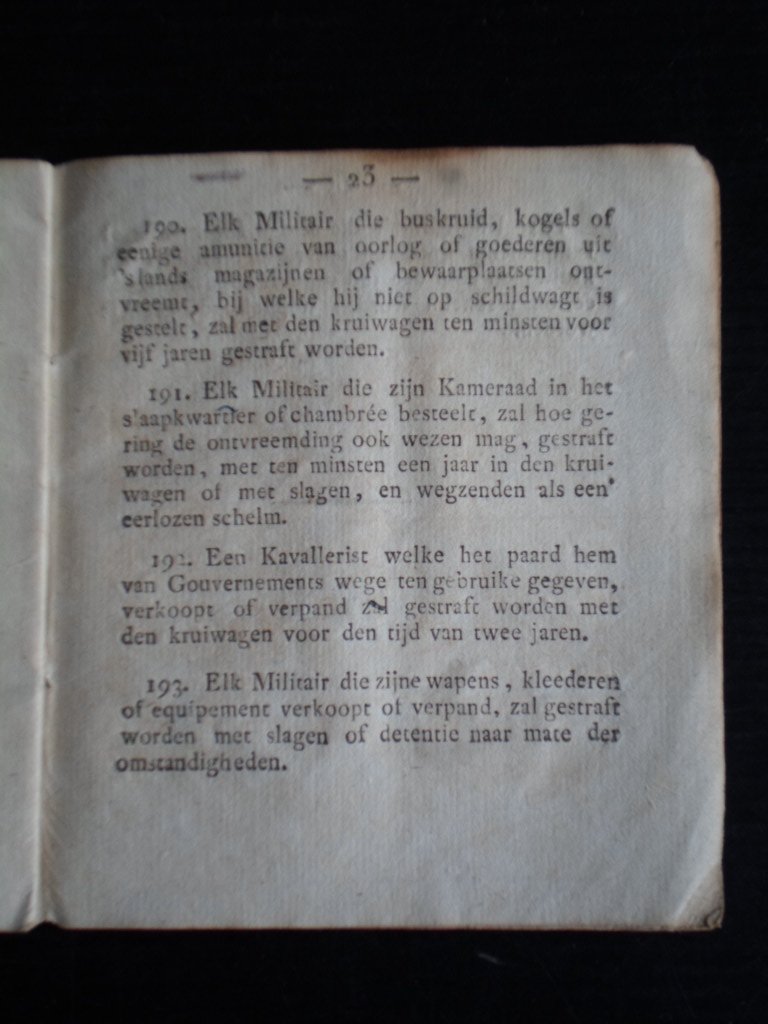 — 23 —
190. Elk Militair die buskruid, kogels of
eenige amunitie van oorlog of goederen uit
'slands magazijnen of bewaarplaatsen ont-
vreemt, bij welke hij niet op schildwagt is
gestelt, zal met den kruiwagen ten minsten voor
vijf jaren gestraft worden.
191. Elk Militair die zijn Kameraad in het
s'aapkwartier of chambrée besteelt, zal hoe ge-
ring de ontvreemding ook wezen mag, gestraft
worden, met ten minsten een jaar in den krui-
wagen of met slagen, en wegzenden als een
eerlozen schelm.
192. Een Kavallerist welke het paard hem
van Gouvernements wege ten gebruike gegeven,
verkoopt of verpand zal gestraft worden met
den kruiwagen voor den tijd van twee jaren.
193. Elk Militair die zijne wapens, kleederen
of equipement verkoopt of verpand, zal gestraft
worden met slagen of detentie naar mate der
omstandigheden.